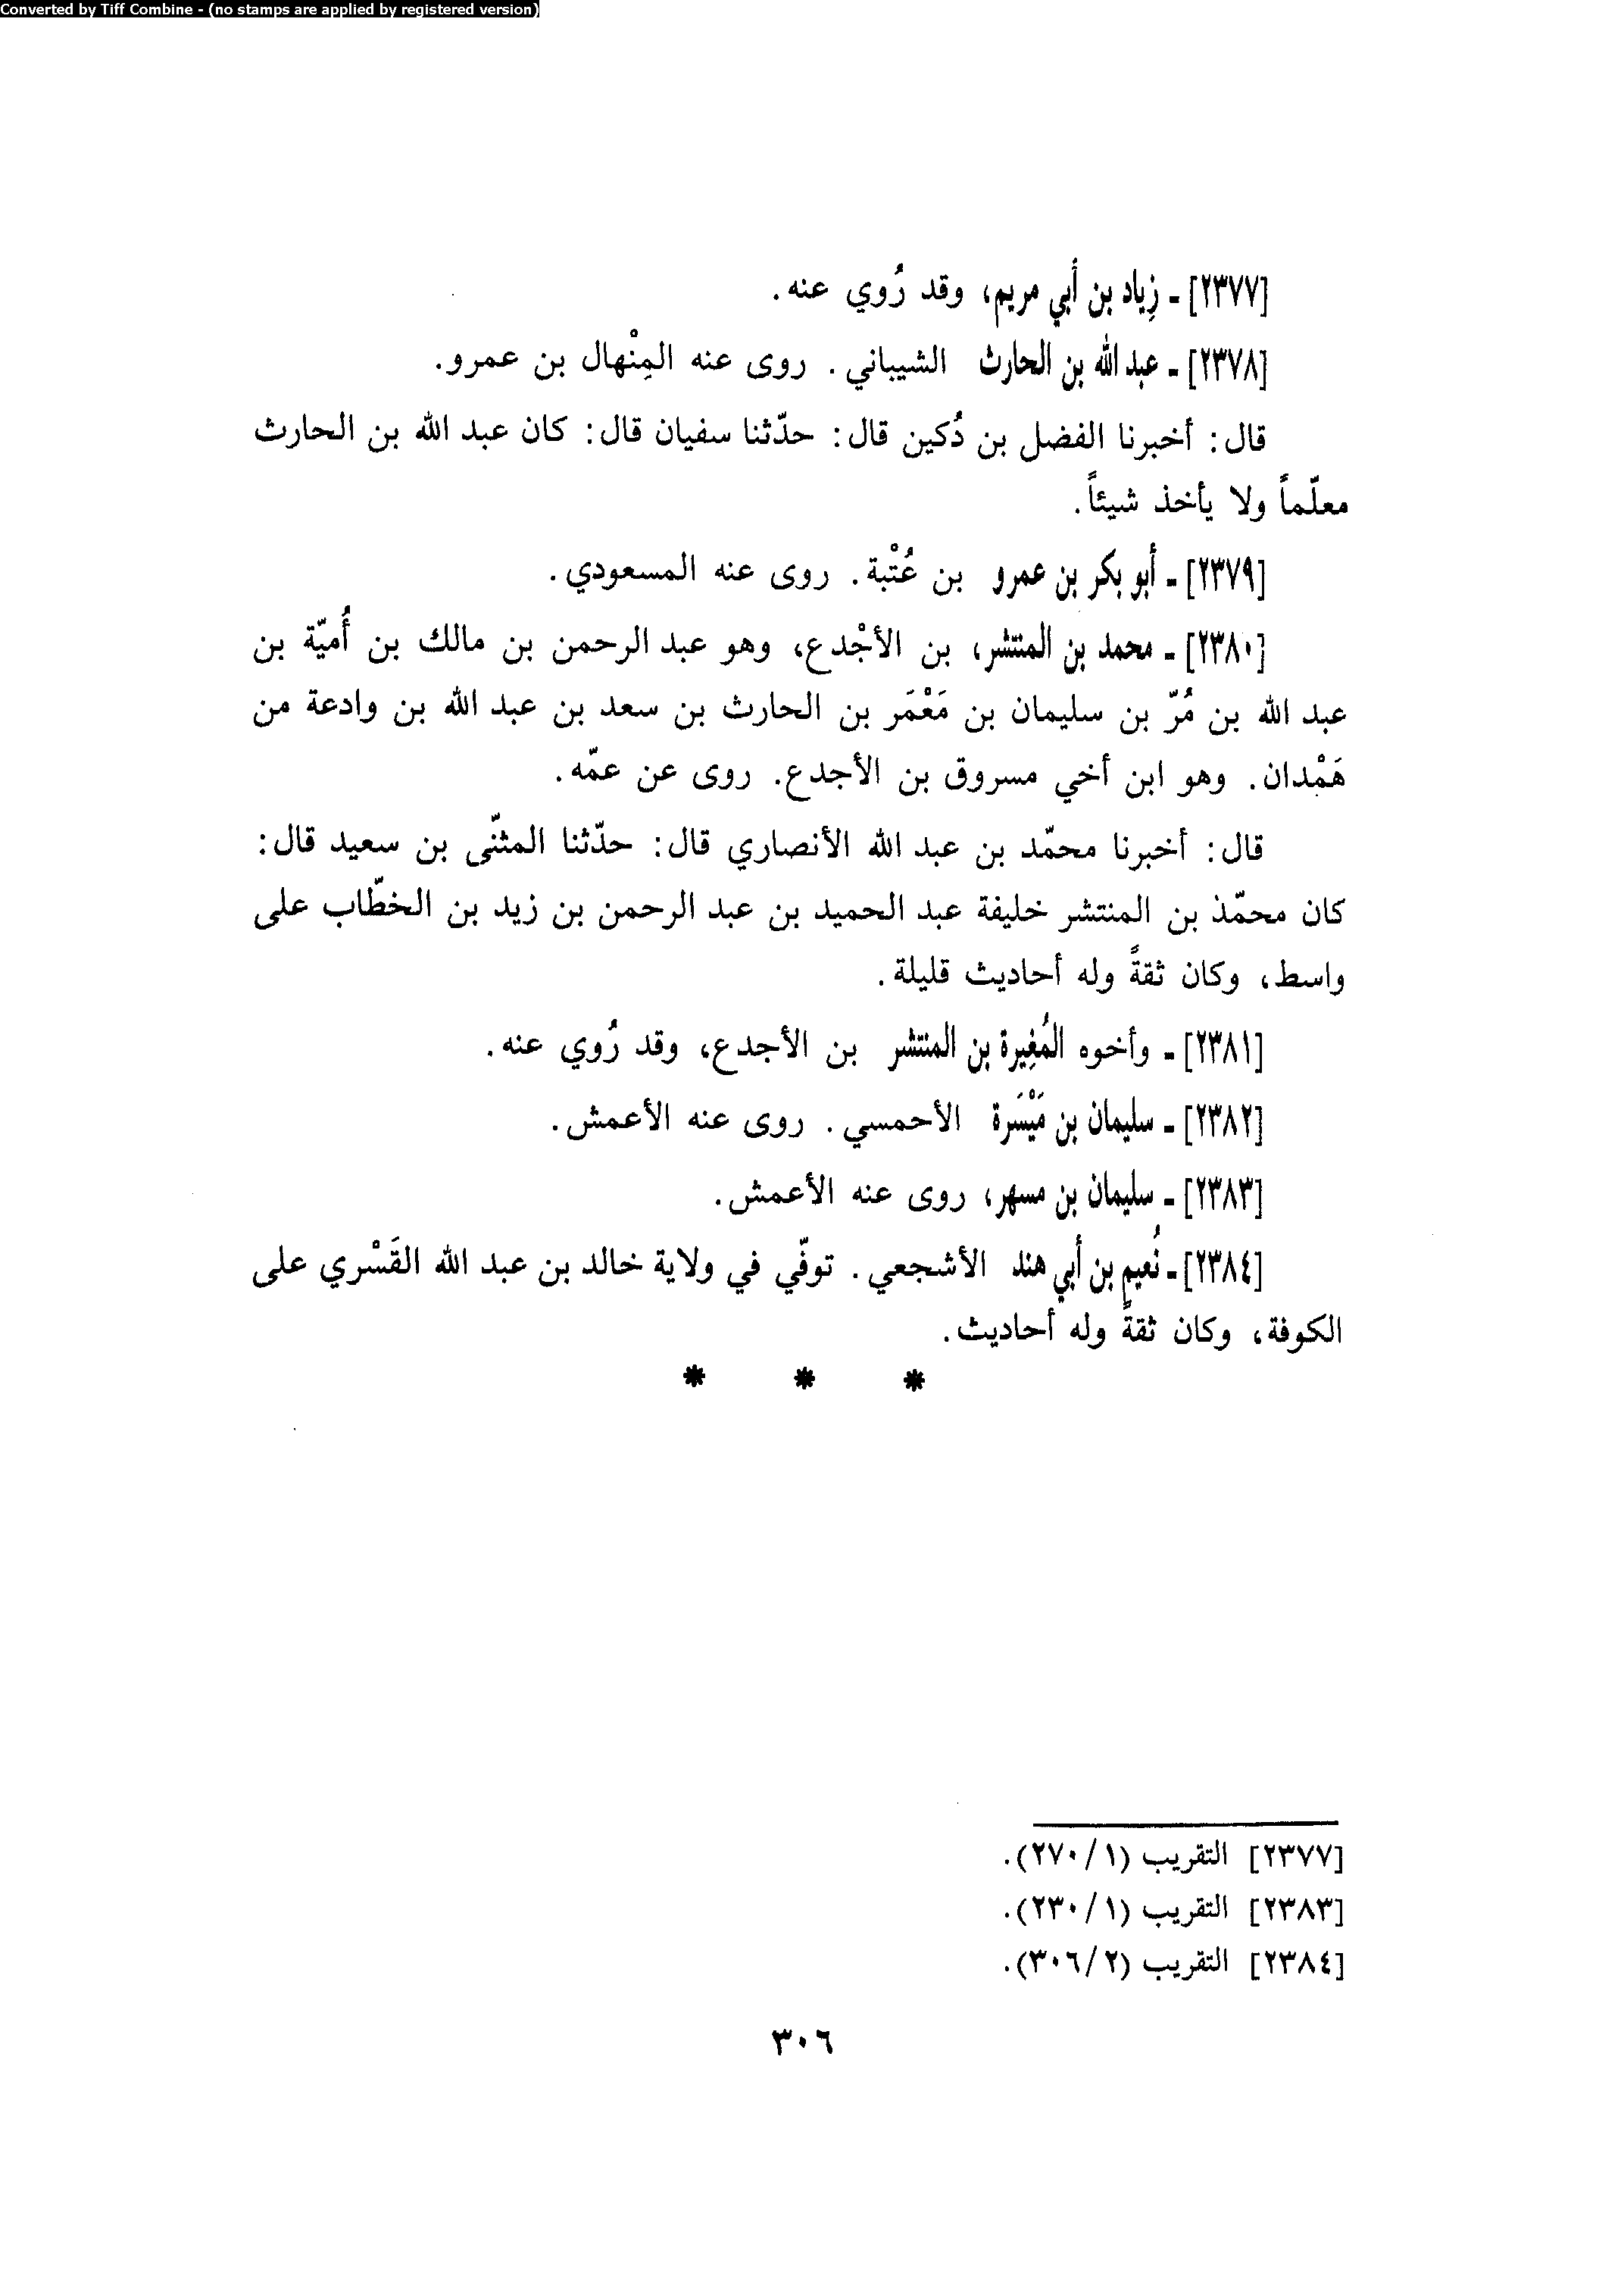 Converted by Tiff Combine - (no stamps are applied by registered version)
[٢٣٧٧] ـ زِياد بن أبي مريم، وقد رُوي عنه.
[٢٣٧٨] ـ عبد الله بن الحارث الشيباني. روى عنه المِنْهال بن عمرو.
قال: أخبرنا الفضل بن دُكين قال: حدّثنا سفيان قال: كان عبد الله بن الحارث
معلّماً ولا يأخذ شيئاً.
[٢٣٧٩] ـ أبو بكر بن عمرو بن عُتْبة. روى عنه المسعودي.
[٢٣٨٠] ـ محمد بن المنتشر، بن الأجْدع، وهو عبد الرحمن بن مالك بن أُميّة بن
عبد الله بن مُرّ بن سليمان بن مَعْمَر بن الحارث بن سعد بن عبد الله بن وادعة من
هَمْدان. وهو ابن أخي مسروق بن الأجدع. روى عن عمّه.
قال: أخبرنا محمّد بن عبد الله الأنصاري قال: حدّثنا المثنّى بن سعيد قال:
كان محمّذ بن المنتشر خليفة عبد الحميد بن عبد الرحمن بن زيد بن الخطّاب على
واسط، وكان ثقةً وله أحاديث قليلة.
[٢٣٨١] ـ وأخوه المُغِيرة بن المنتشر بن الأجدع، وقد رُوي عنه.
[٢٣٨٢] ـ سليمان بن مَيْسَرة الأحمسي. روى عنه الأعمش.
[٢٣٨٣] ـ سليمان بن مسهر، روى عنه الأعمش.
[٢٣٨٤] ـ نُعيم بن أبي هند الأشجعي. توفّي في ولاية خالد بن عبد الله القَسْري على
الكوفة، وكان ثقةً وله أحاديث.
* * *
[٢٣٧٧] التقريب (١/ ٢٧٠).
[٢٣٨٣] التقريب (١/ ٢٣٠).
[٢٣٨٤] التقريب (٢/ ٣٠٦).
٣٠٦